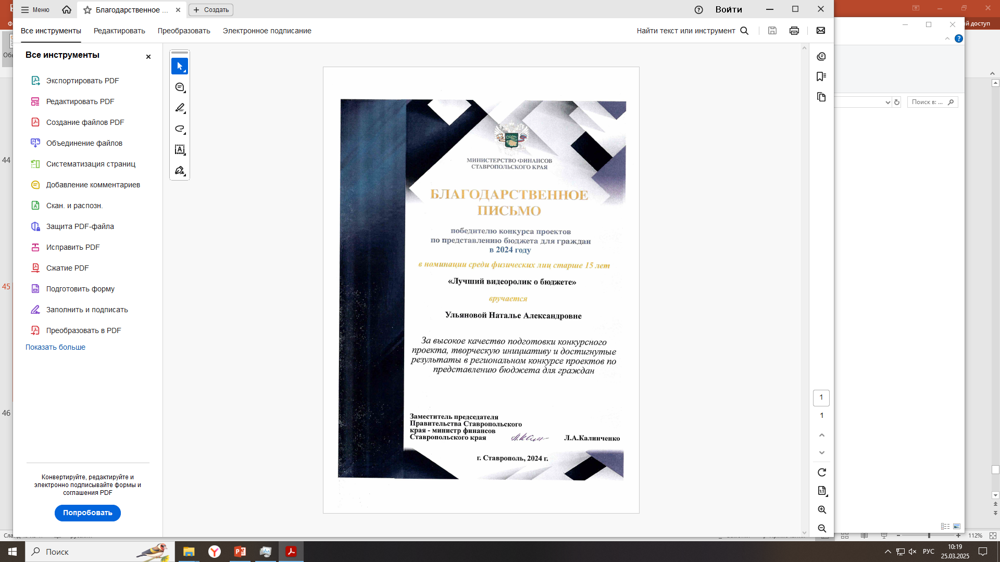 Меню
Благодарственное ...
Создать
Войти
Все инструменты
Редактировать
Преобразовать
Электронное подписание
Найти текст или инструмент
Все инструменты
Экспортировать PDF
Редактировать PDF
Создание файлов PDF
Объединение файлов
Систематизация страниц
Добавление комментариев
Скан. и распозн.
Защита PDF-файла
Исправить PDF
Сжатие PDF
Подготовить форму
Заполнить и подписать
Преобразовать в PDF
Показать больше
Конвертируйте, редактируйте и
электронно подписывайте формы и
соглашения PDF
Попробовать
44
45
46
МИНИСТЕРСТВО ФИНАНСОВ
СТАВРОПОЛЬСКОГО КРАЯ
БЛАГОДАРСТВЕННОЕ
ПИСЬМО
победителю конкурса проектов
по представлению бюджета для граждан
в 2024 году
в номинации среди физических лиц старше 15 лет
«Лучший видеоролик о бюджете»
вручается
Ульяновой Наталье Александровне
За высокое качество подготовки конкурсного
проекта, творческую инициативу и достигнутые
результаты в региональном конкурсе проектов по
представлению бюджета для граждан
Заместитель председателя
Правительства Ставропольского
края - министр финансов
Ставропольского края
Л.А.Калинченко
г. Ставрополь, 2024 г.
1
1
доступ
Поиск в: ...
112%
Поиск
РУС
10:19
25.03.2025